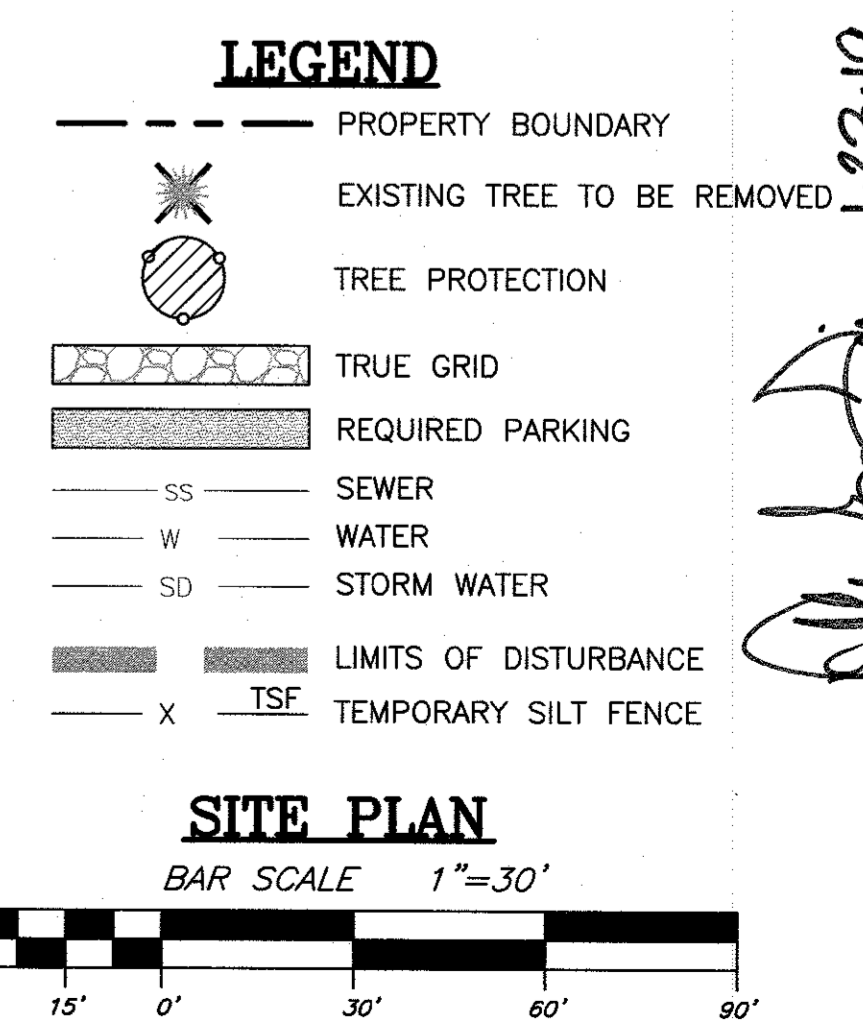 LEGEND
PROPERTY BOUNDARY
EXISTING TREE TO BE REMOVED
TREE PROTECTION
TRUE GRID
REQUIRED PARKING
SS SEWER
W WATER
SD STORM WATER
LIMITS OF DISTURBANCE
X TSF TEMPORARY SILT FENCE
SITE PLAN
BAR SCALE 1"=30'
15' 0' 30' 60' 90'